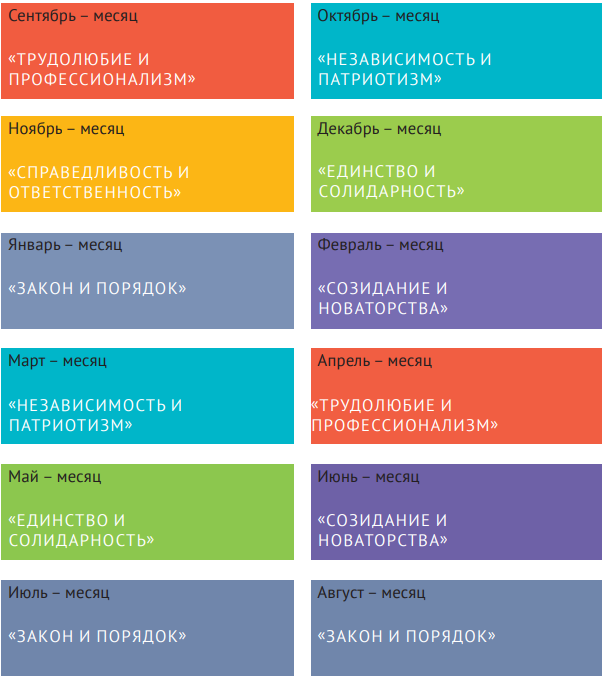 Сентябрь – месяц
«ТРУДОЛЮБИЕ И
ПРОФЕССИОНАЛИЗМ»
Октябрь – месяц
«НЕЗАВИСИМОСТЬ И
ПАТРИОТИЗМ»
Ноябрь – месяц
«СПРАВЕДЛИВОСТЬ И
ОТВЕТСТВЕННОСТЬ»
Декабрь – месяц
«ЕДИНСТВО И
СОЛИДАРНОСТЬ»
Январь – месяц
«ЗАКОН И ПОРЯДОК»
Февраль – месяц
«СОЗИДАНИЕ И
НОВАТОРСТВА»
Март – месяц
«НЕЗАВИСИМОСТЬ И
ПАТРИОТИЗМ»
Апрель – месяц
«ТРУДОЛЮБИЕ И
ПРОФЕССИОНАЛИЗМ»
Май – месяц
«ЕДИНСТВО И
СОЛИДАРНОСТЬ»
Июнь – месяц
«СОЗИДАНИЕ И
НОВАТОРСТВА»
Июль – месяц
«ЗАКОН И ПОРЯДОК»
Август – месяц
«ЗАКОН И ПОРЯДОК»